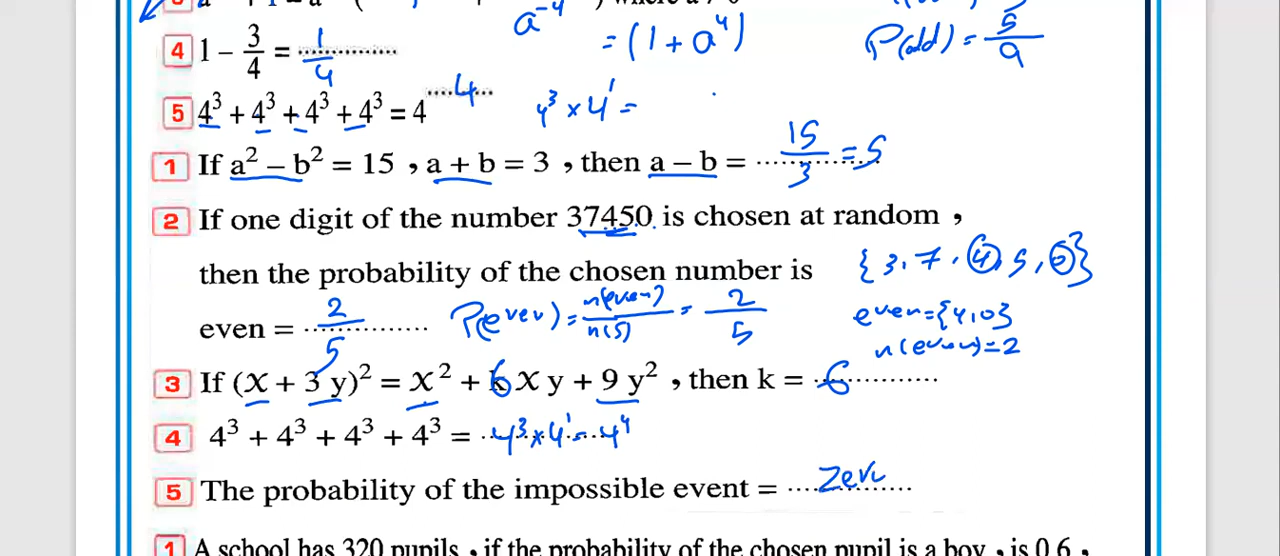 a⁻⁴
= (1 + a⁴)
P(odd) = 5/9
4 1 − 3/4 = 1/4
5 4³ + 4³ + 4³ + 4³ = 4 ....4.... 4³ × 4¹ =
1 If a² − b² = 15 , a + b = 3 , then a − b = 15/3 = 5
2 If one digit of the number 37450 is chosen at random ,
then the probability of the chosen number is {3, 7, 4, 5, 0}
even = 2/5 P(even) = n(even)/n(S) = 2/5 even = {4, 0}
n(even) = 2
3 If (x + 3 y)² = x² + 6 x y + 9 y² , then k = 6
4 4³ + 4³ + 4³ + 4³ = 4³ × 4¹ = 4⁴
5 The probability of the impossible event = zero
1 A school has 320 pupils , if the probability of the chosen pupil is a boy , is 0.6 ,